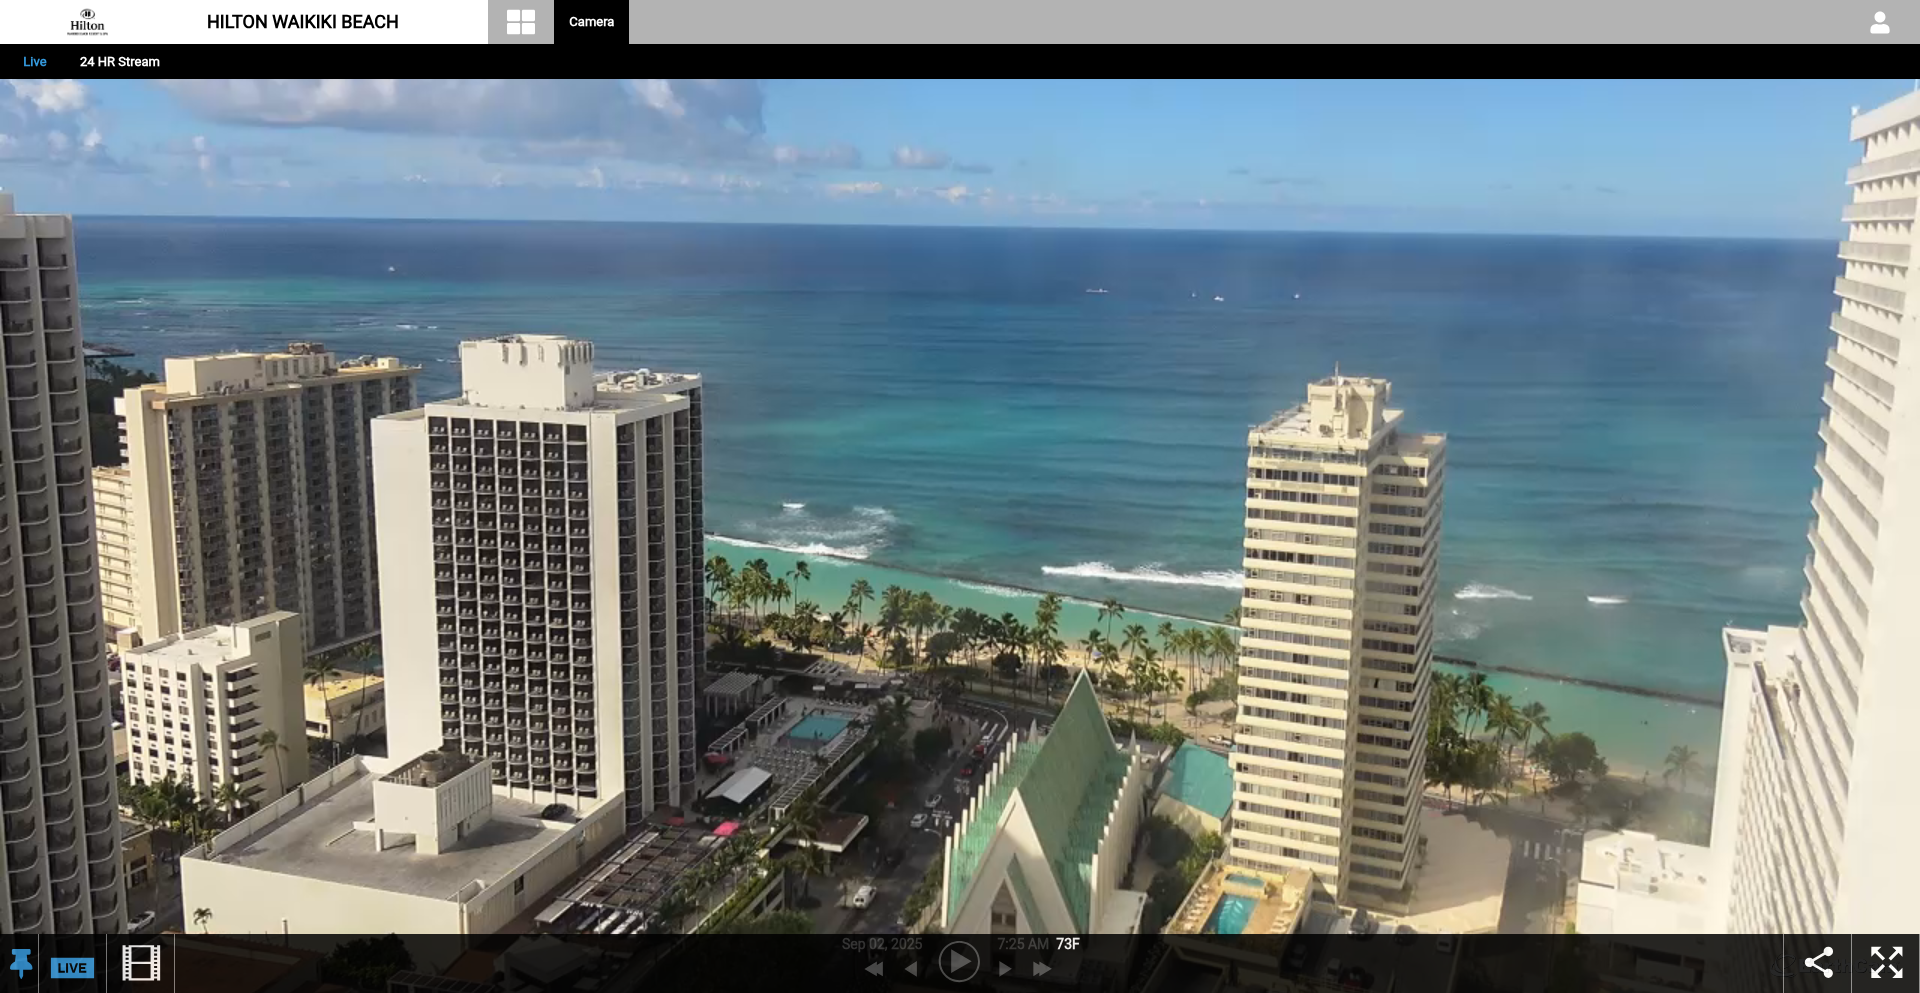 Hilton
HILTON WAIKIKI BEACH
Camera
Live
24 HR Stream
Sep 02, 2025
7:25 AM
73F
LIVE